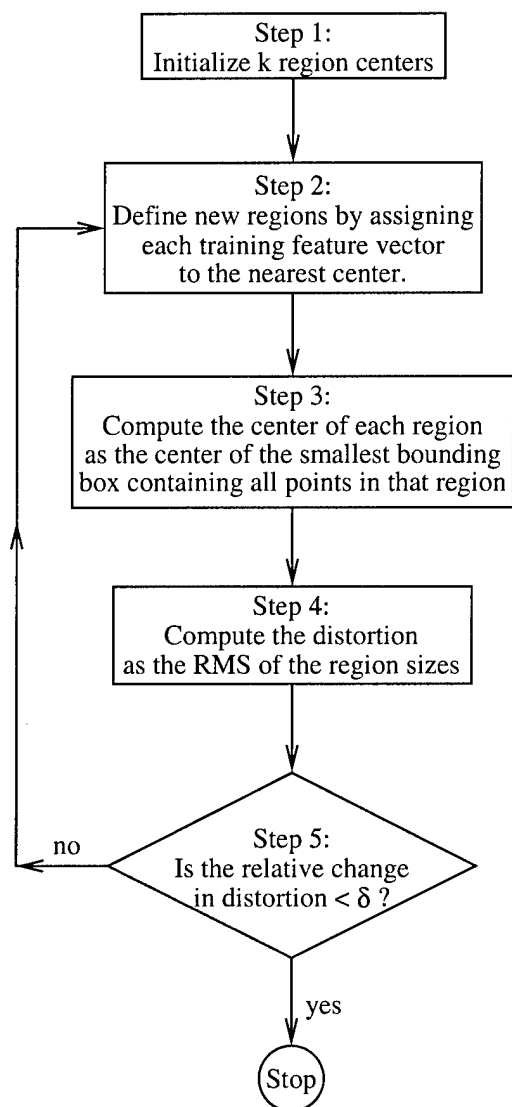 Step 1:
Initialize k region centers
Step 2:
Define new regions by assigning
each training feature vector
to the nearest center.
Step 3:
Compute the center of each region
as the center of the smallest bounding
box containing all points in that region
Step 4:
Compute the distortion
as the RMS of the region sizes
Step 5:
Is the relative change
in distortion < δ ?
no
yes
Stop